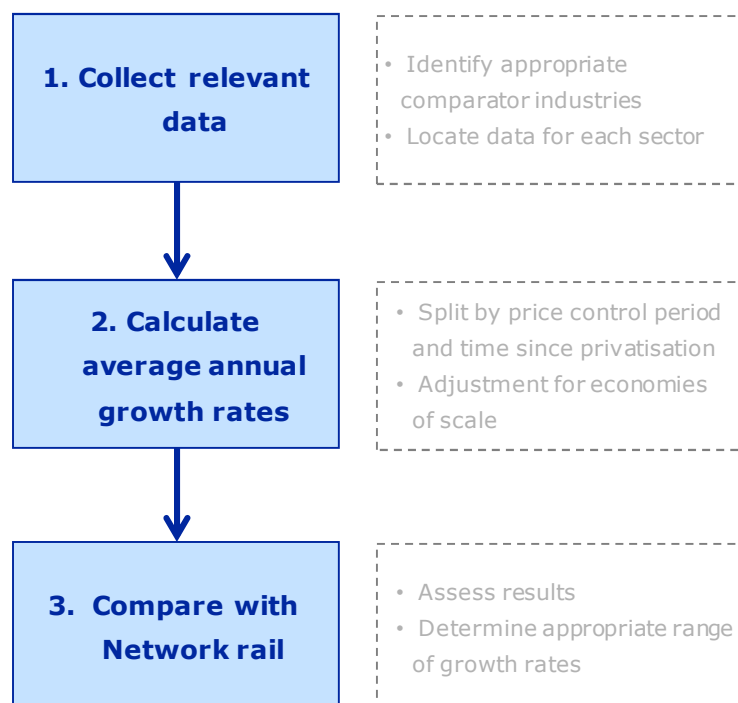 1. Collect relevant
data
• Identify appropriate
comparator industries
• Locate data for each sector
2. Calculate
average annual
growth rates
• Split by price control period
and time since privatisation
• Adjustment for economies
of scale
3. Compare with
Network rail
• Assess results
• Determine appropriate range
of growth rates